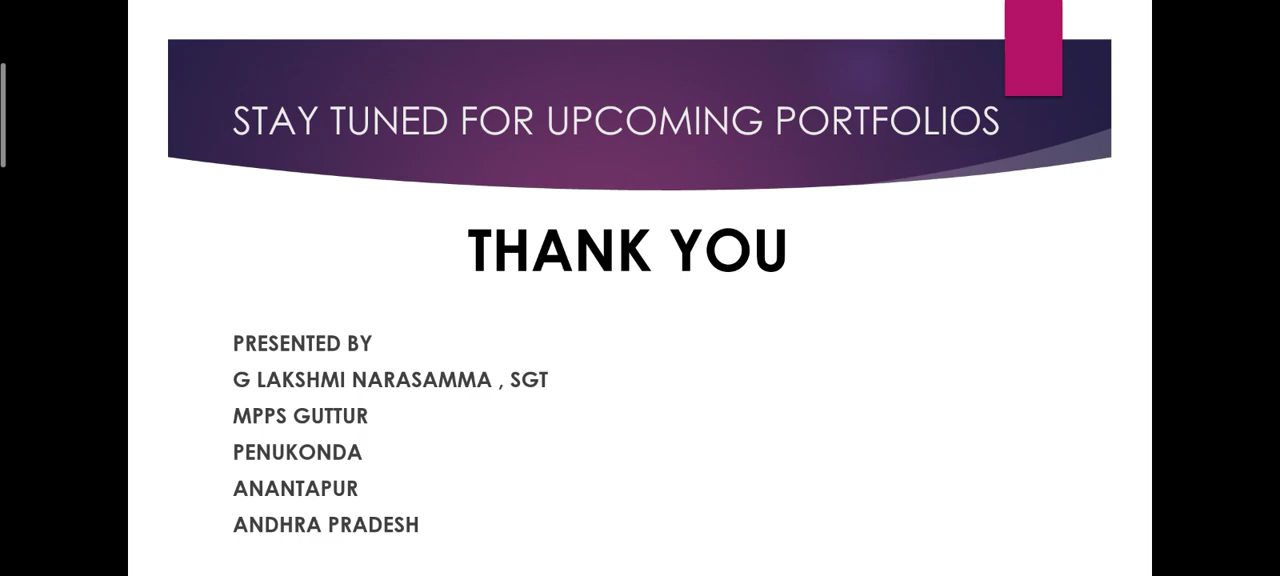 STAY TUNED FOR UPCOMING PORTFOLIOS
THANK YOU
PRESENTED BY
G LAKSHMI NARASAMMA , SGT
MPPS GUTTUR
PENUKONDA
ANANTAPUR
ANDHRA PRADESH